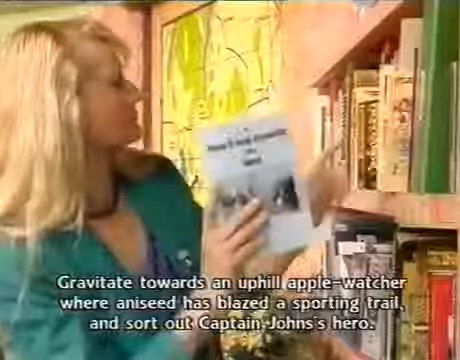 Gravitate towards an uphill apple-watcher
where aniseed has blazed a sporting trail,
and sort out Captain Johns's hero.